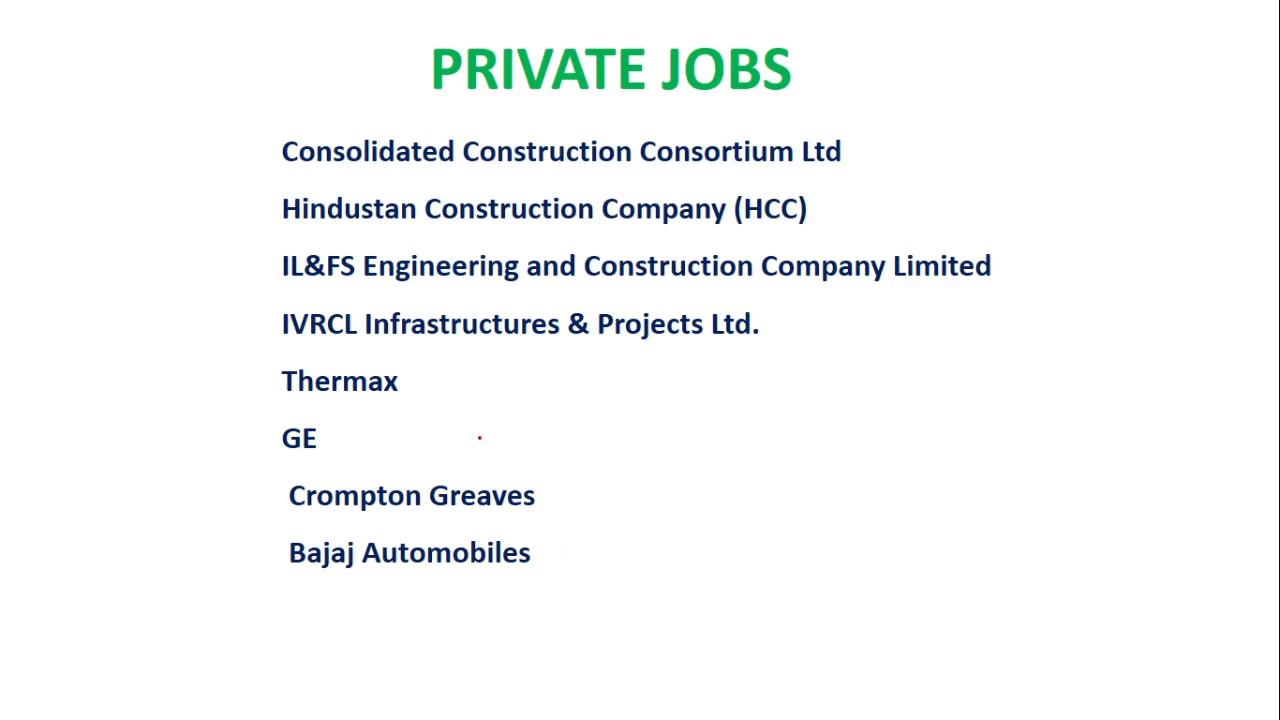 PRIVATE JOBS
Consolidated Construction Consortium Ltd
Hindustan Construction Company (HCC)
IL&FS Engineering and Construction Company Limited
IVRCL Infrastructures & Projects Ltd.
Thermax
GE
Crompton Greaves
Bajaj Automobiles